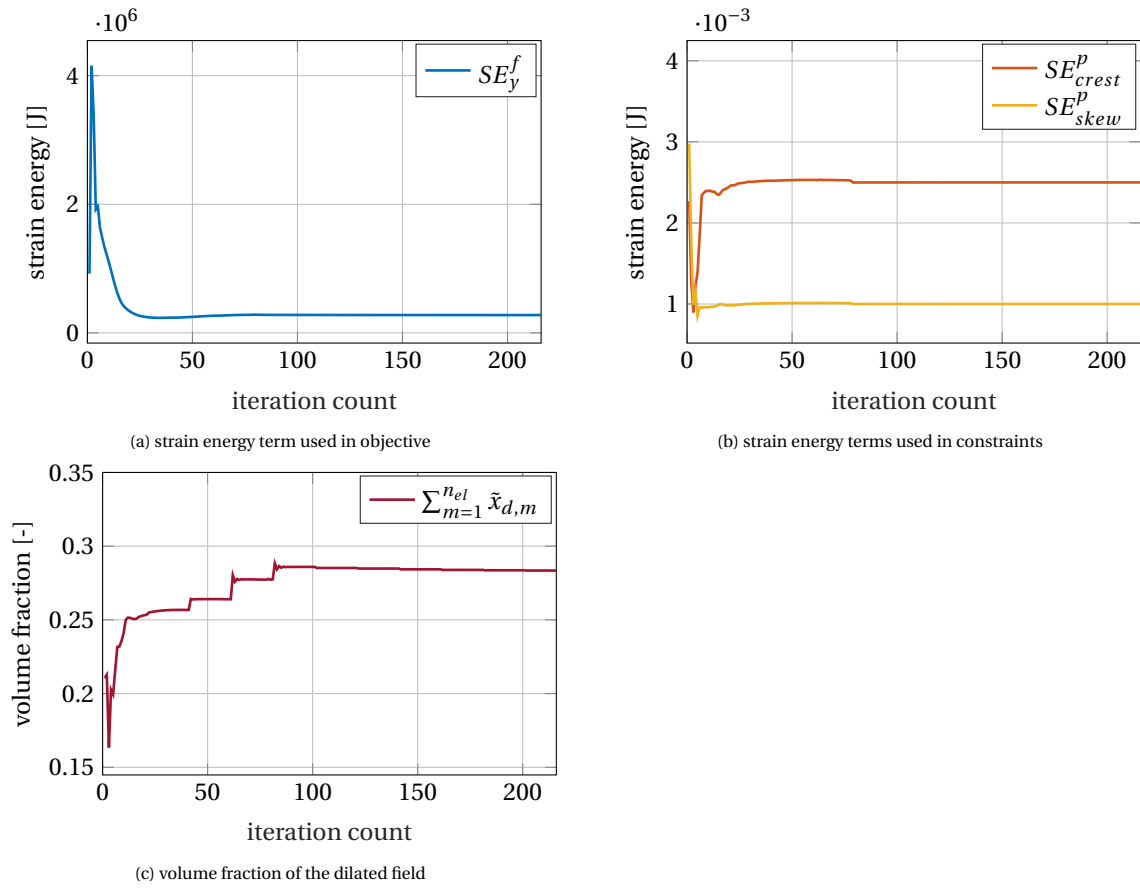 ·10^6
SE_y^f
strain energy [J]
4
2
0
0 50 100 150 200
iteration count
(a) strain energy term used in objective
·10^−3
SE_crest^p
SE_skew^p
strain energy [J]
4
3
2
1
0 50 100 150 200
iteration count
(b) strain energy terms used in constraints
∑_{m=1}^{n_{el}} x̃_{d,m}
volume fraction [-]
0.35
0.3
0.25
0.2
0.15
0 50 100 150 200
iteration count
(c) volume fraction of the dilated field